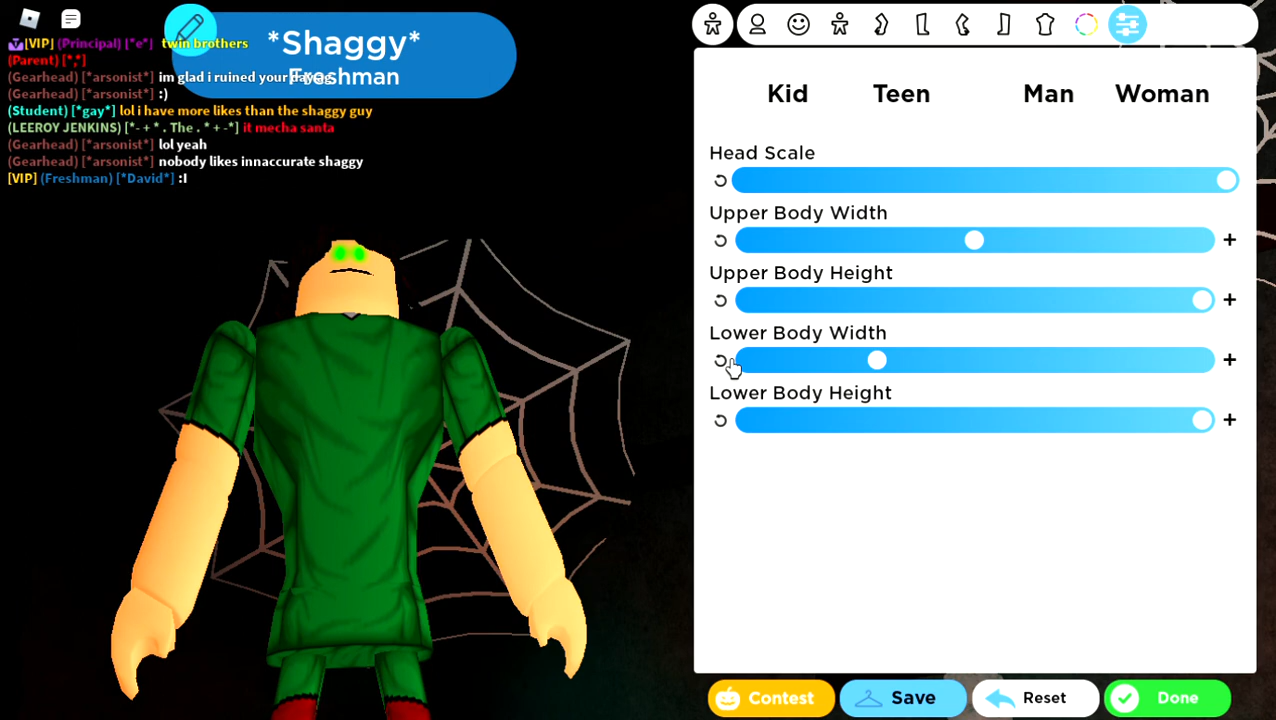 *Shaggy*
Freshman
[VIP] (Principal) [*e*] twin brothers
(Parent) [*,*]
(Gearhead) [*arsonist*] im glad i ruined your
(Gearhead) [*arsonist*] :)
(Student) [*gay*] lol i have more likes than the shaggy guy
(LEEROY JENKINS) [*- + * . The . * + -*] it mecha santa
(Gearhead) [*arsonist*] lol yeah
(Gearhead) [*arsonist*] nobody likes innaccurate shaggy
[VIP] (Freshman) [*David*] :I
Kid Teen Man Woman
Head Scale
Upper Body Width
+
Upper Body Height
+
Lower Body Width
+
Lower Body Height
+
Contest Save Reset Done